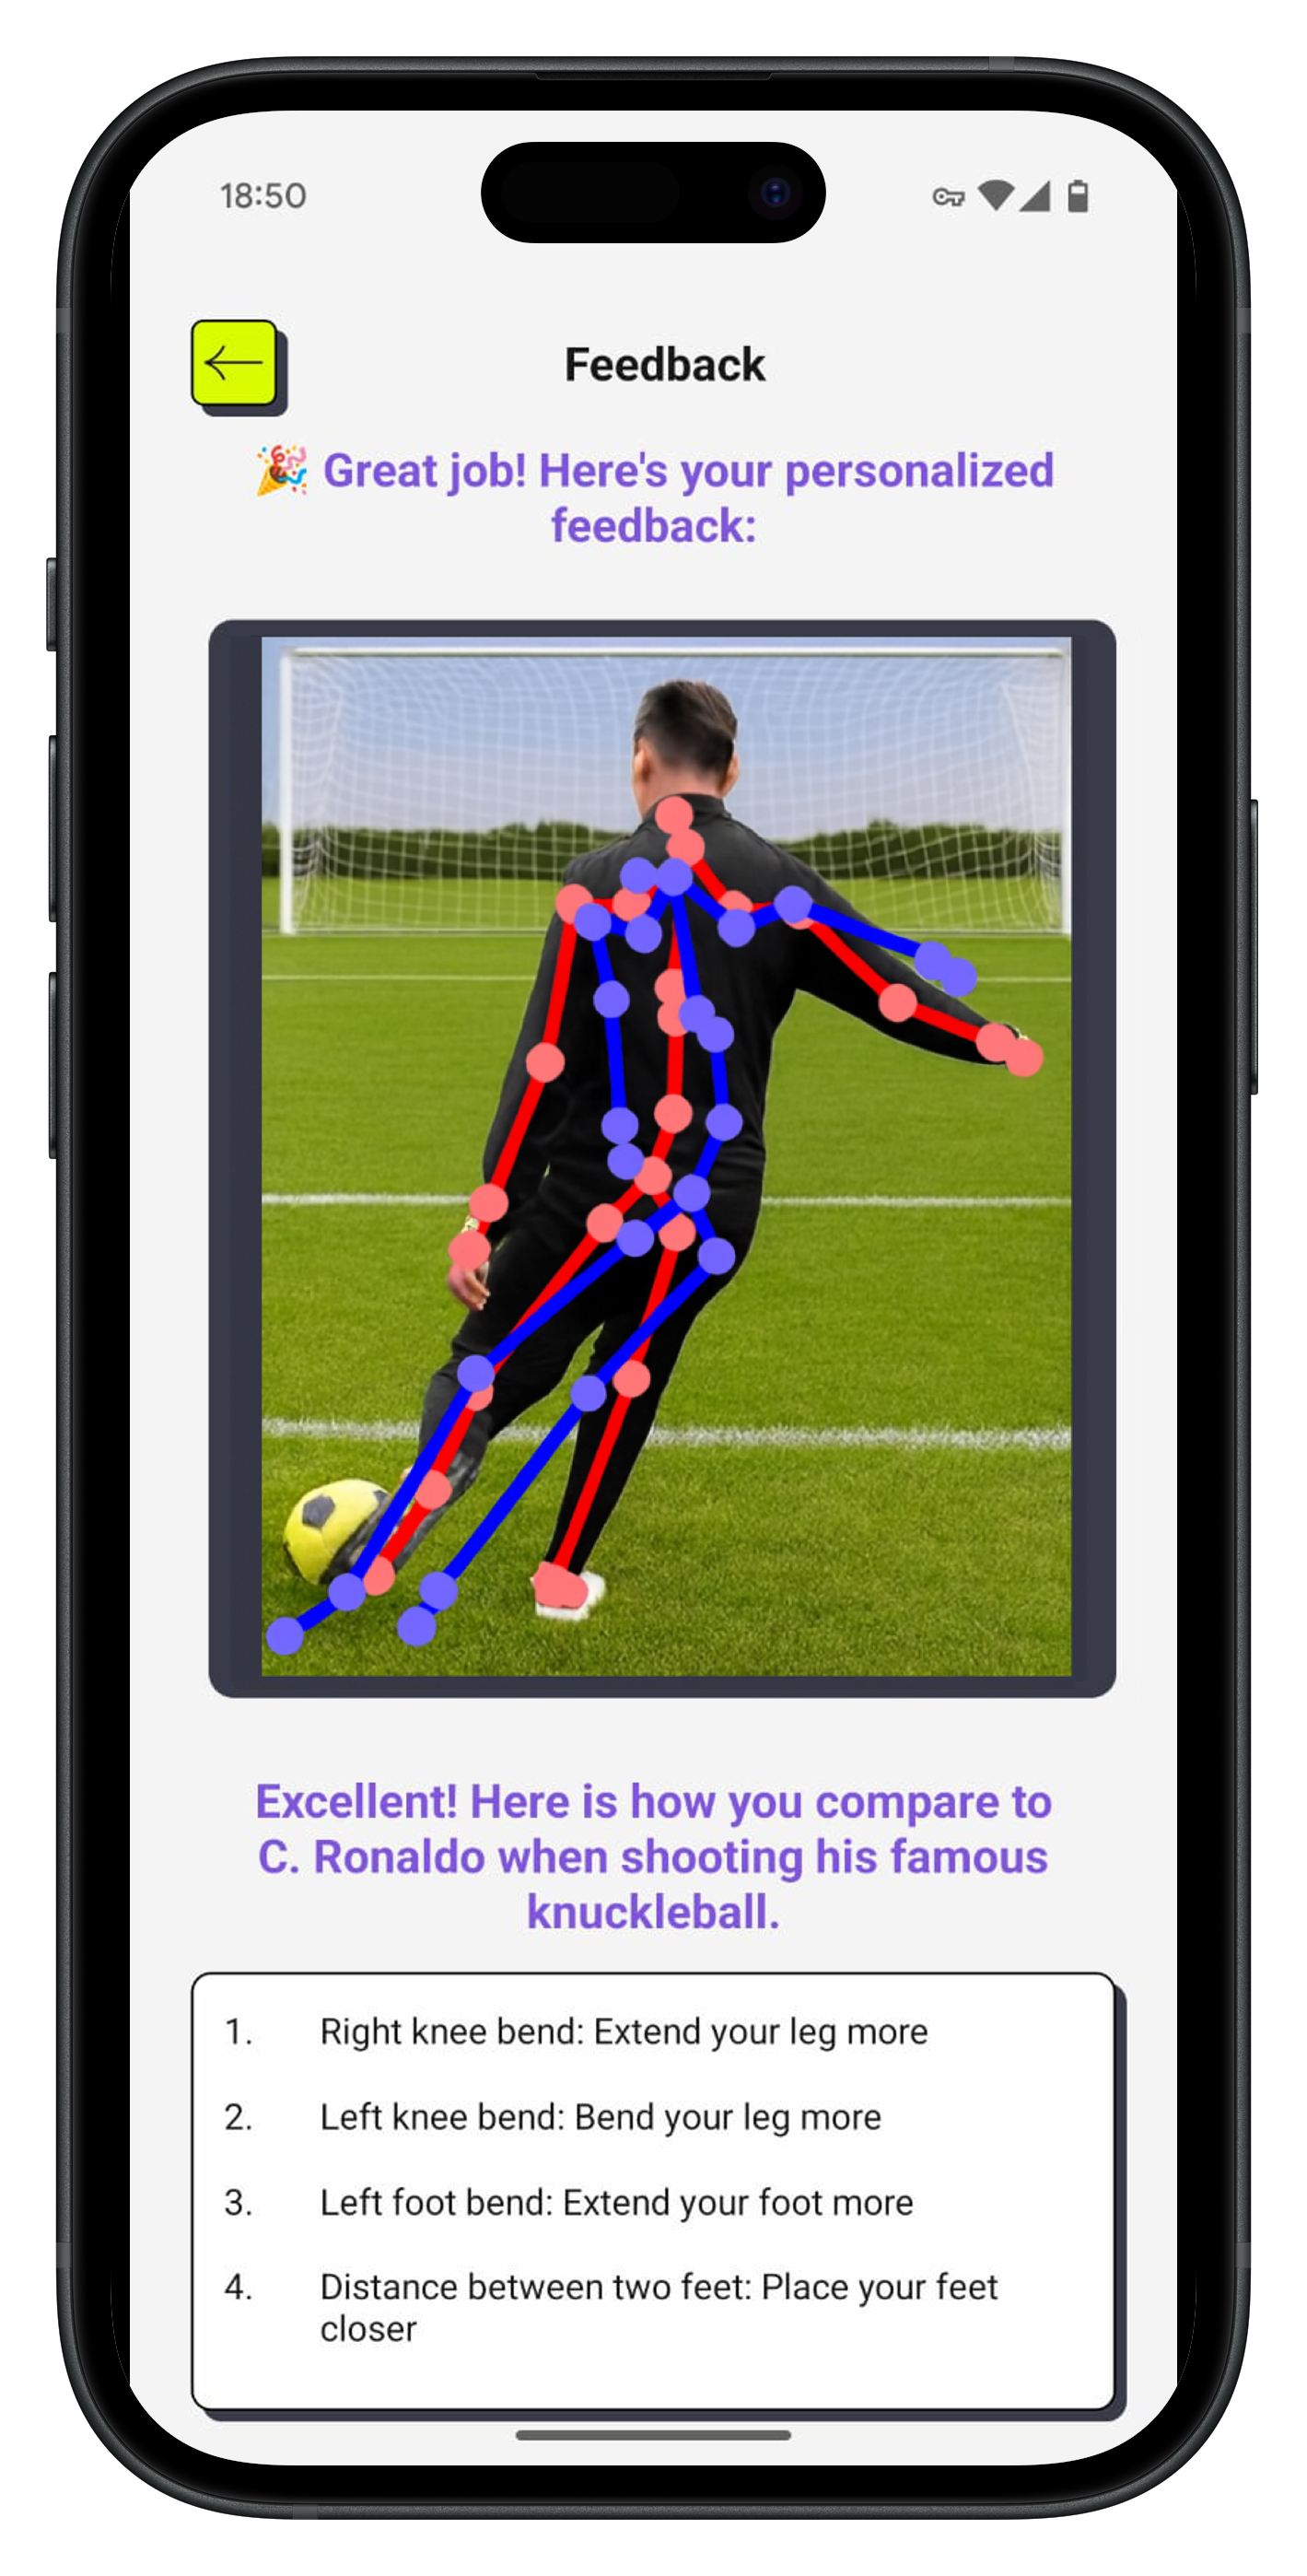 18:50
Feedback
🎉 Great job! Here's your personalized
feedback:
Excellent! Here is how you compare to
C. Ronaldo when shooting his famous
knuckleball.
1. Right knee bend: Extend your leg more
2. Left knee bend: Bend your leg more
3. Left foot bend: Extend your foot more
4. Distance between two feet: Place your feet
closer